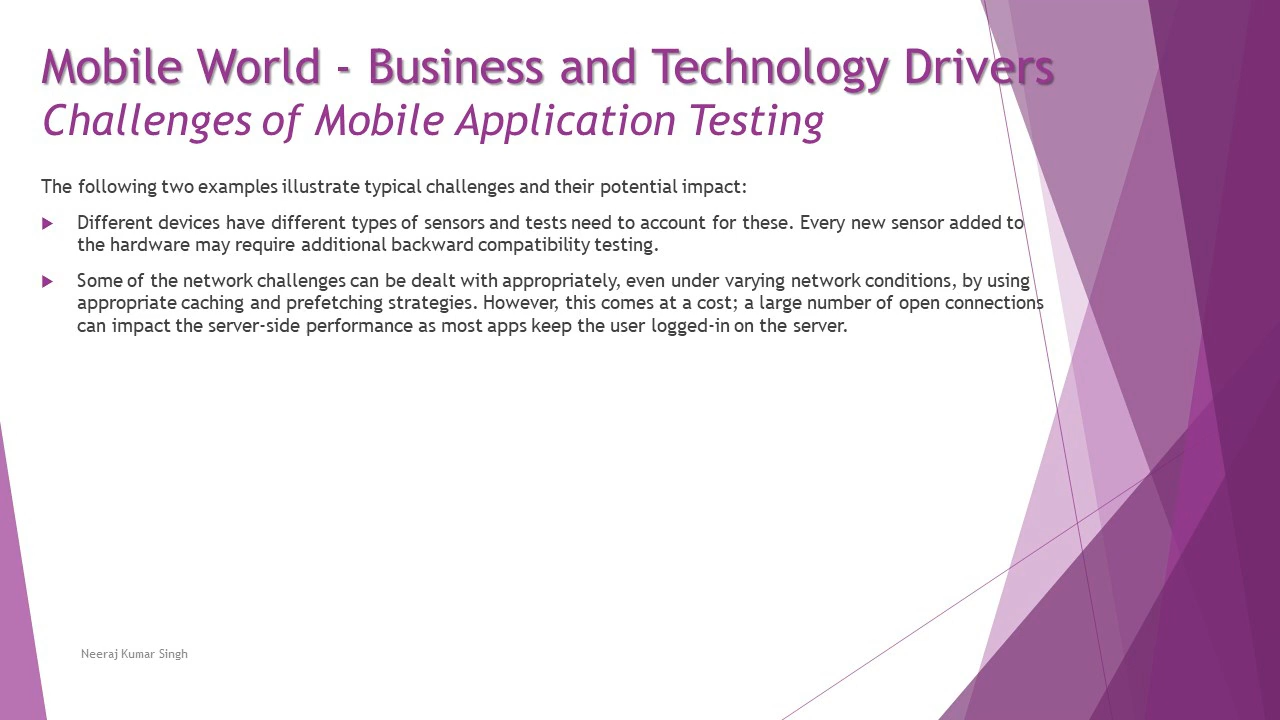 Mobile World - Business and Technology Drivers
Challenges of Mobile Application Testing
The following two examples illustrate typical challenges and their potential impact:
Different devices have different types of sensors and tests need to account for these. Every new sensor added to
the hardware may require additional backward compatibility testing.
Some of the network challenges can be dealt with appropriately, even under varying network conditions, by using
appropriate caching and prefetching strategies. However, this comes at a cost; a large number of open connections
can impact the server-side performance as most apps keep the user logged-in on the server.
Neeraj Kumar Singh